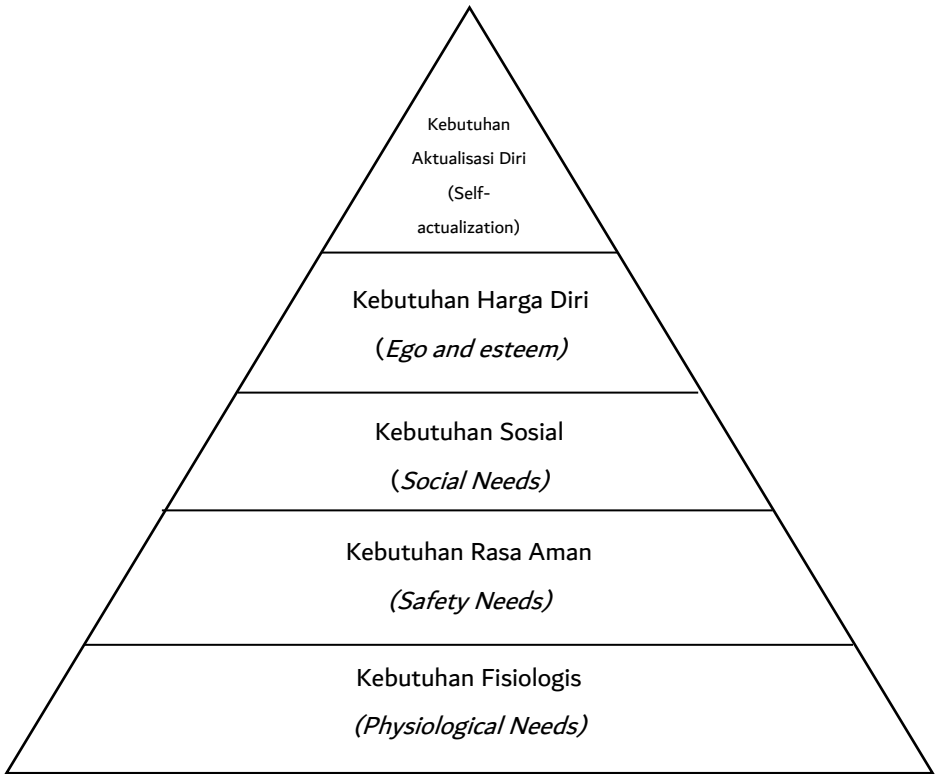 Kebutuhan
Aktualisasi Diri
(Self-
actualization)
Kebutuhan Harga Diri
(Ego and esteem)
Kebutuhan Sosial
(Social Needs)
Kebutuhan Rasa Aman
(Safety Needs)
Kebutuhan Fisiologis
(Physiological Needs)